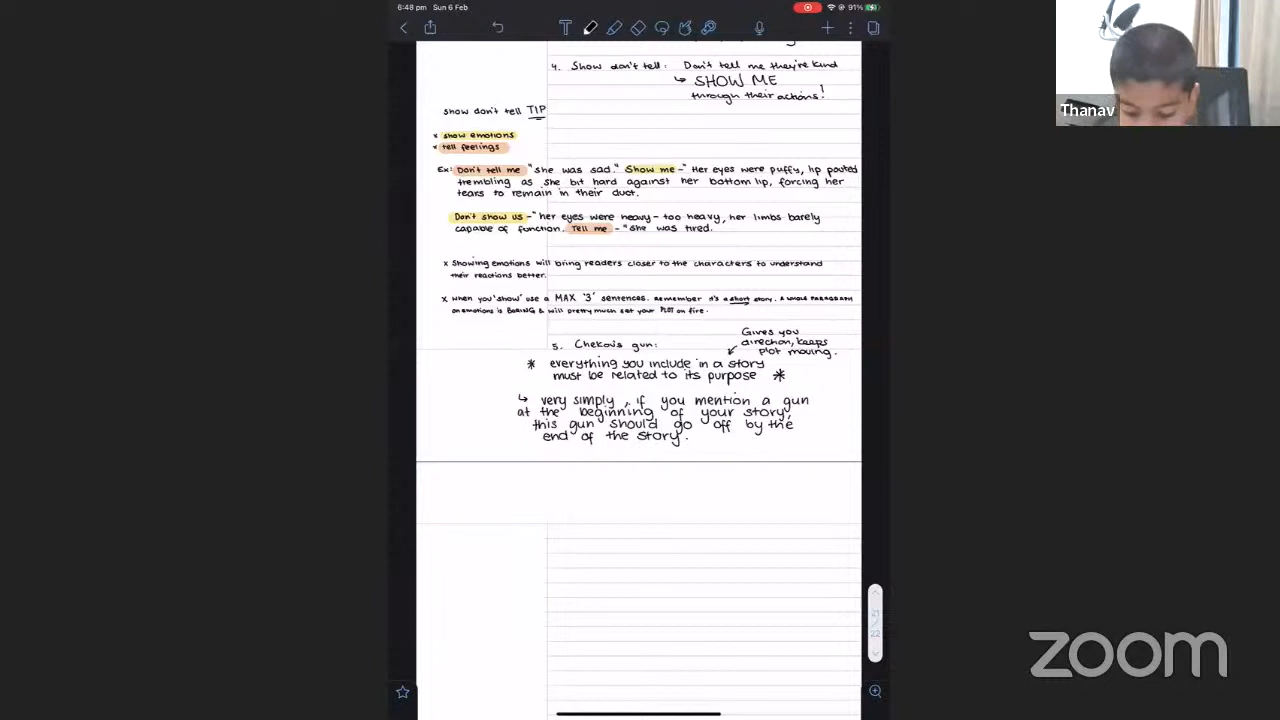 6:48 pm Sun 6 Feb
91%
4. Show don't tell: Don't tell me they're kind
↳ SHOW ME
through their actions!
show don't tell TIP
x show emotions
x tell feelings
Ex: Don't tell me "she was sad." Show me - "Her eyes were puffy, lip pouted
trembling as she bit hard against her bottom lip, forcing her
tears to remain in their duct.
Don't show us - "her eyes were heavy - too heavy, her limbs barely
capable of function. Tell me - "she was tired.
x Showing emotions will bring readers closer to the characters to understand
their reactions better.
x When you 'show' use a MAX '3' sentences. Remember it's a short story. A WHOLE PARAGRAPH
on emotions is BORING & will pretty much set your PLOT on fire.
5. Chekovs gun:
Gives you
direction, keeps
plot moving.
* everything you include in a story
must be related to its purpose *
↳ very simply, if you mention a gun
at the beginning of your story,
this gun should go off by the
end of the story.
21
22
Thanav
zoom